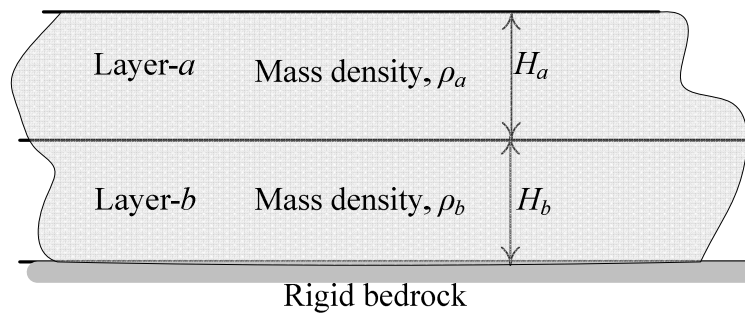 Layer-a Mass density, ρa Ha
Layer-b Mass density, ρb Hb
Rigid bedrock